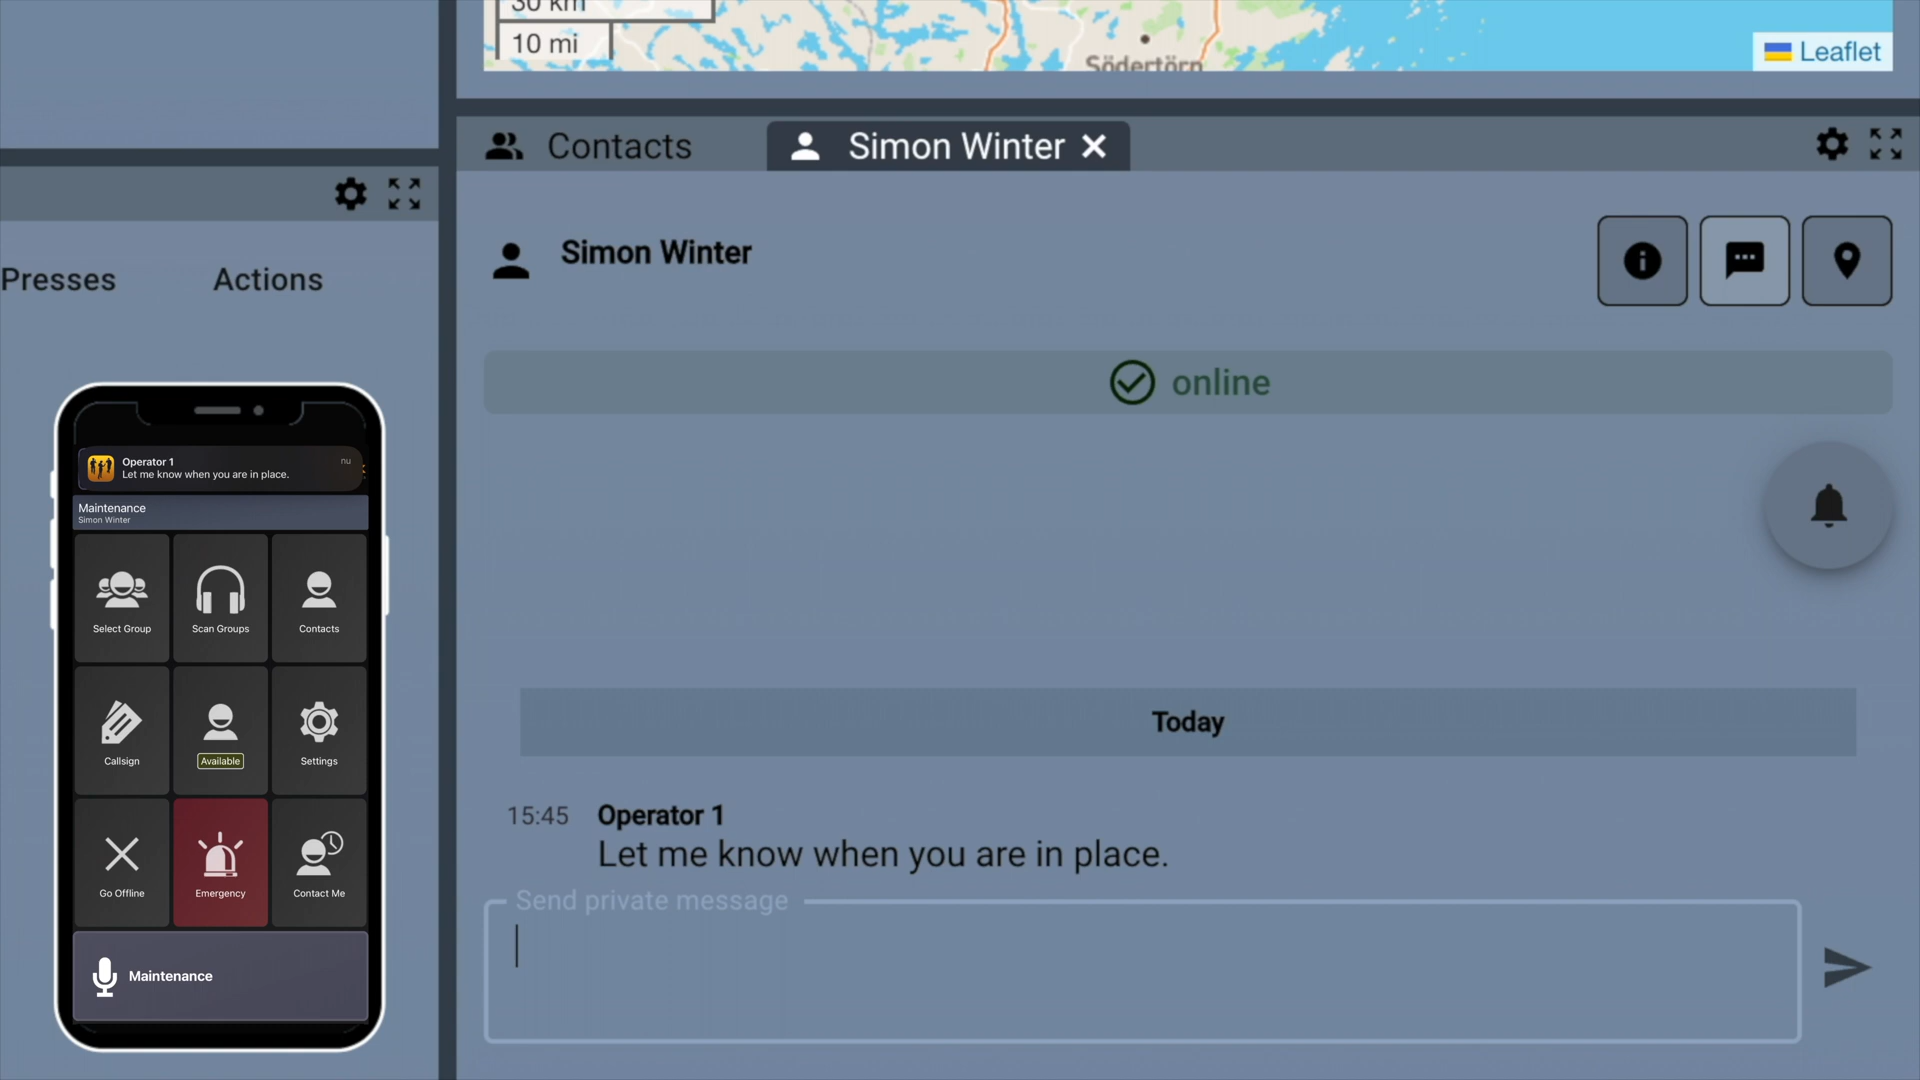 30 km
10 mi
Södertörn
Leaflet
Contacts
Simon Winter
Simon Winter
Presses
Actions
online
Today
15:45
Operator 1
Let me know when you are in place.
Send private message
Operator 1
nu
Let me know when you are in place.
Maintenance
Simon Winter
Select Group
Scan Groups
Contacts
Callsign
Available
Settings
Go Offline
Emergency
Contact Me
Maintenance